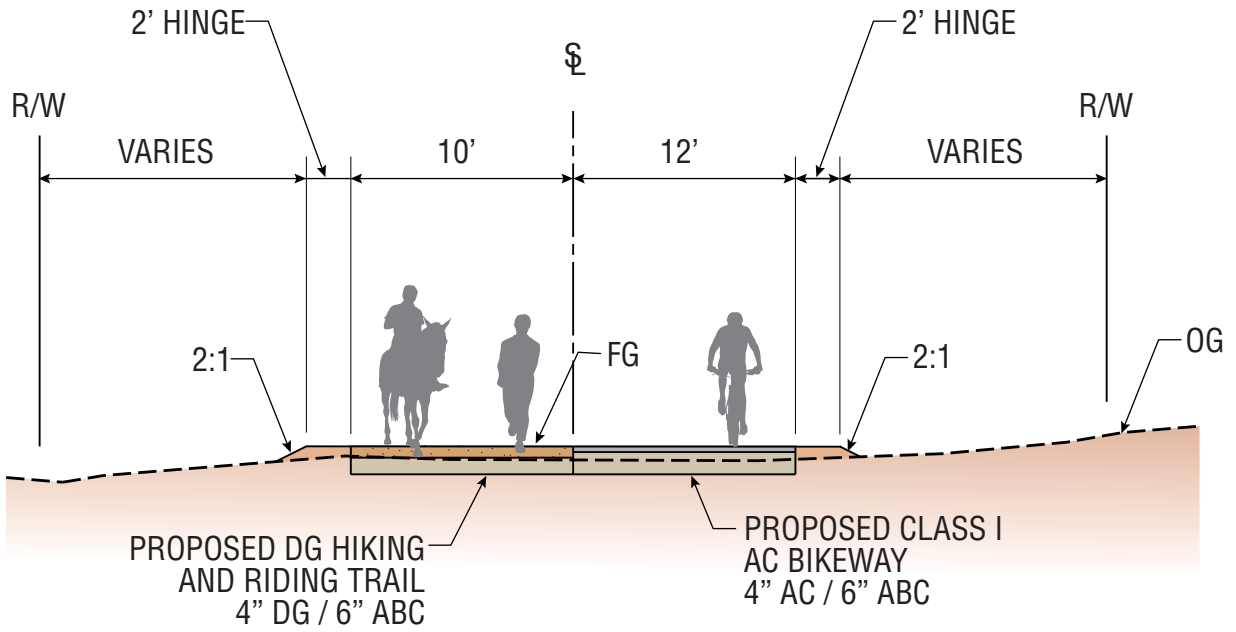 2’ HINGE
2’ HINGE
℄
R/W
R/W
VARIES
10’
12’
VARIES
2:1
FG
2:1
OG
PROPOSED DG HIKING
AND RIDING TRAIL
4” DG / 6” ABC
PROPOSED CLASS I
AC BIKEWAY
4” AC / 6” ABC